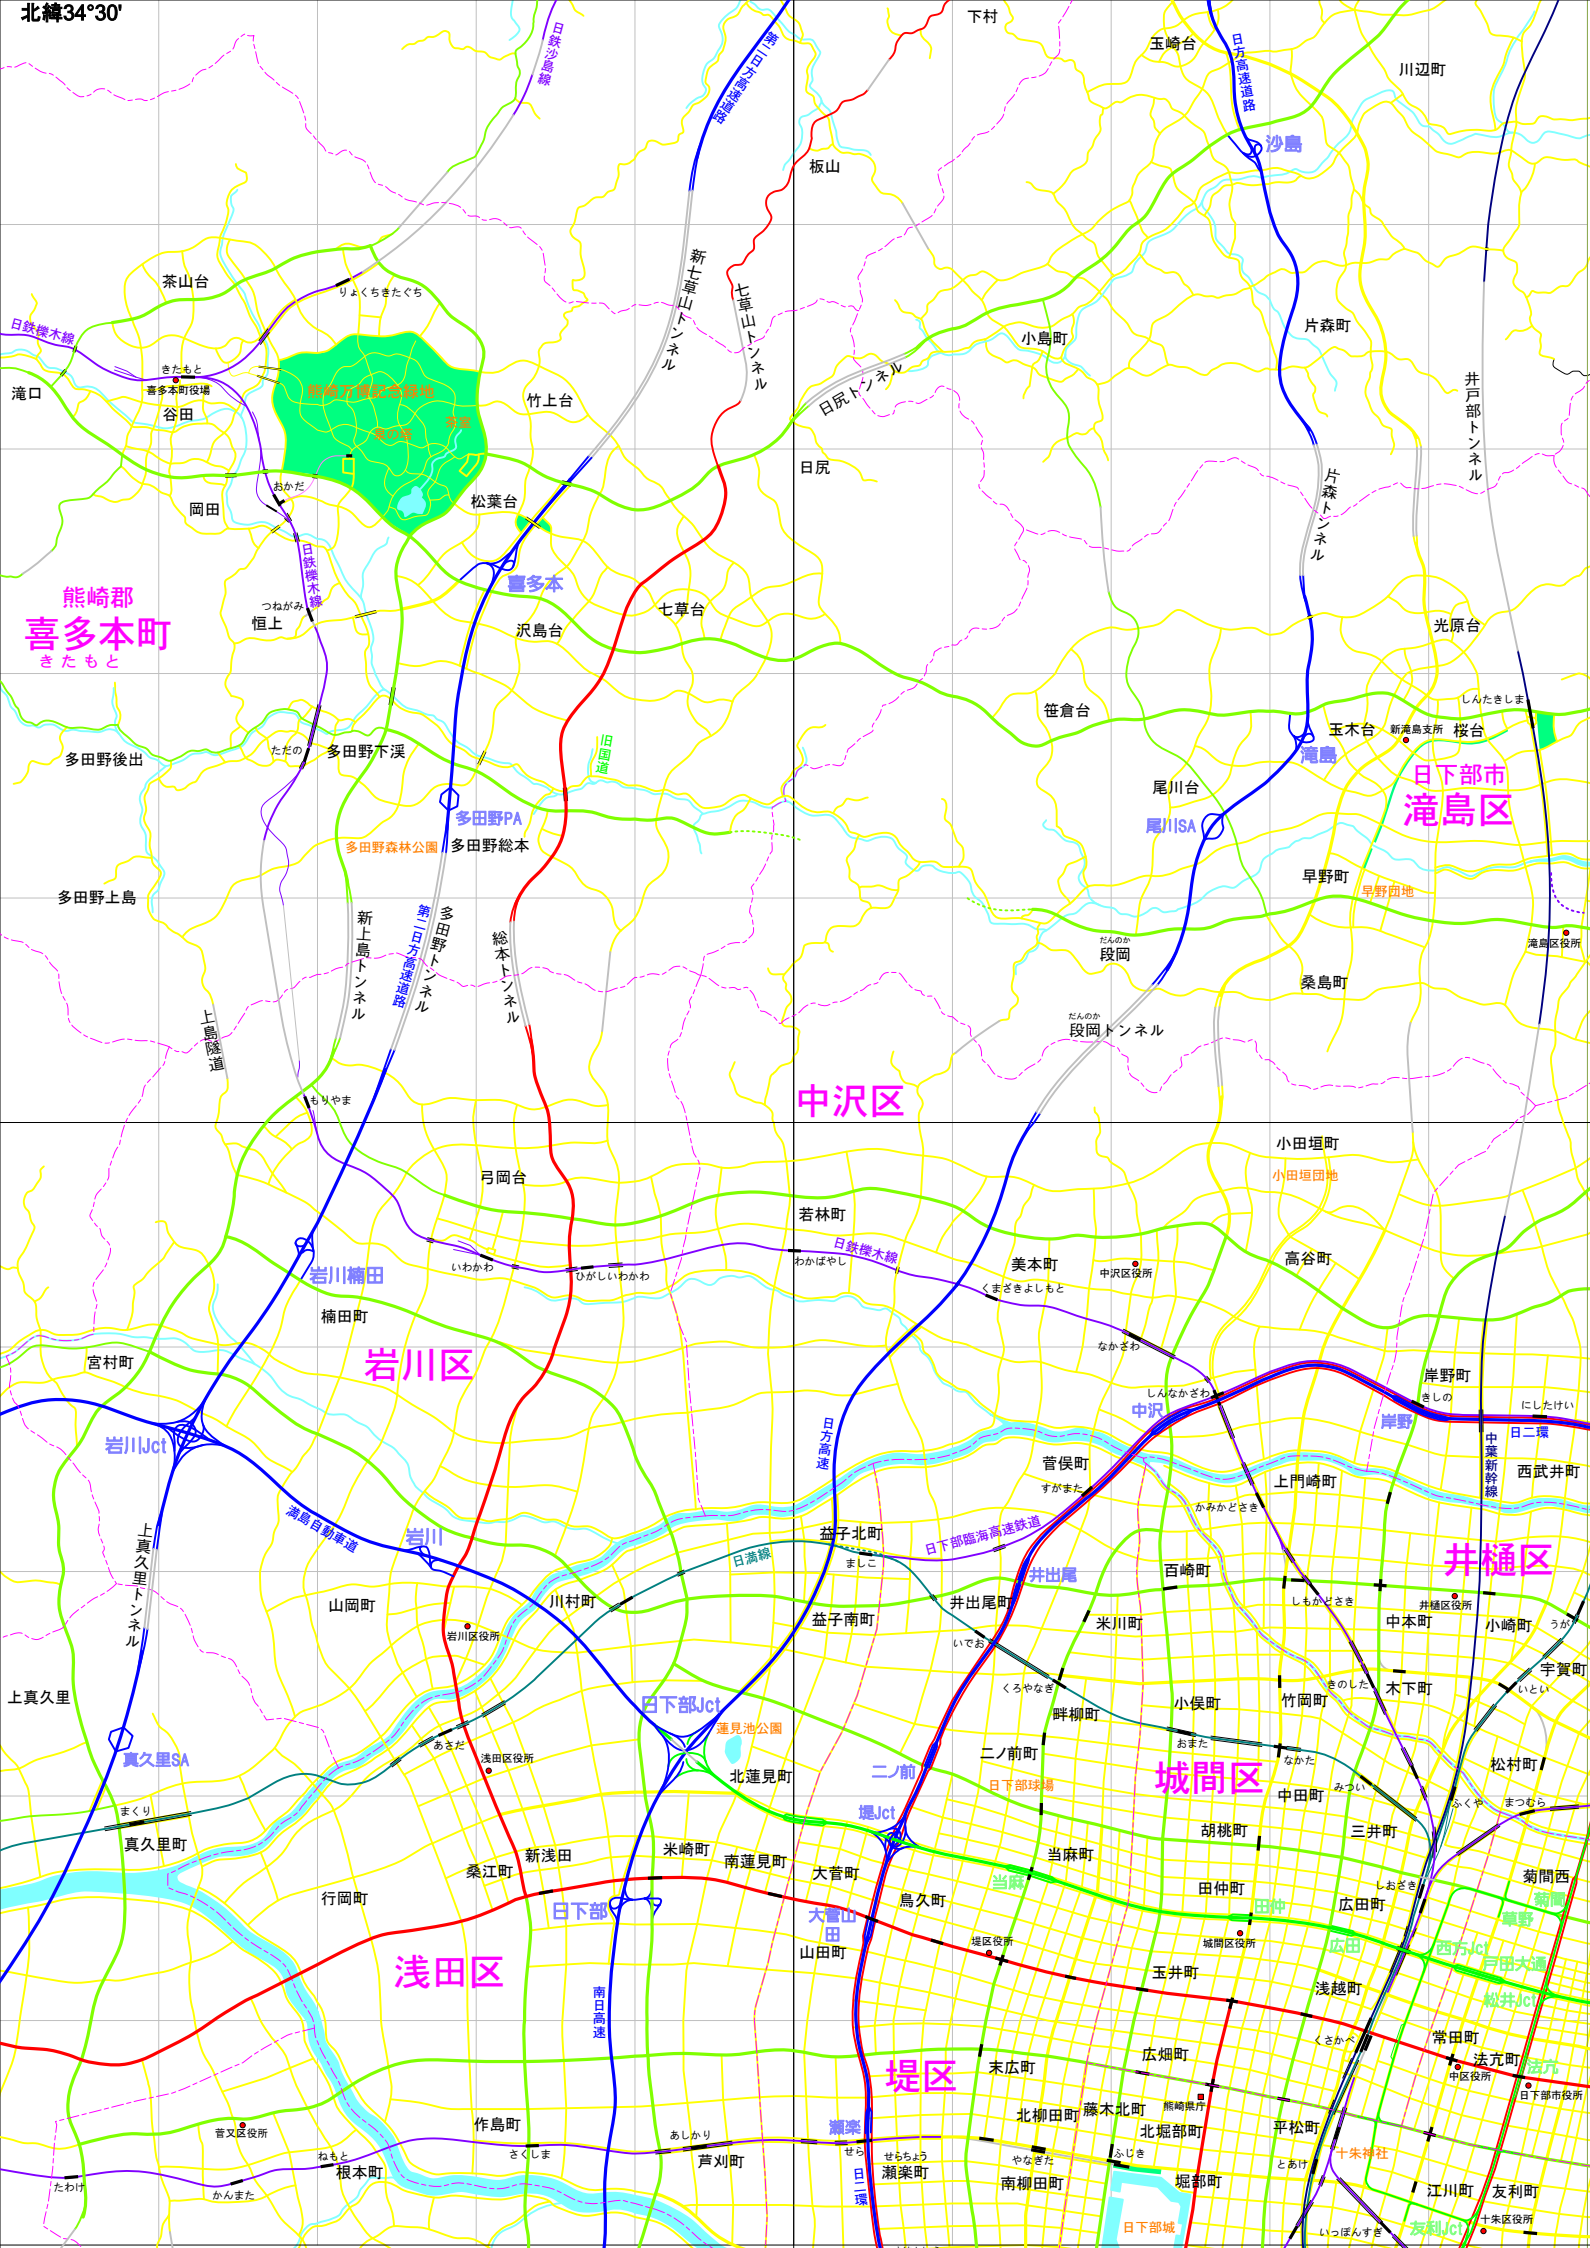 北緯34°30'
日鉄沙島線
第二日方高速道路
下村
玉崎台
日方高速道路
川辺町
沙島
板山
茶山台
りょくちきたぐち
新七草山トンネル
七草山トンネル
小島町
片森町
日鉄櫟木線
きたもと
喜多本町役場
滝口
谷田
熊崎万博記念緑地
竹上台
日尻トンネル
井戸部トンネル
日尻
松葉台
おかだ
岡田
片森トンネル
日鉄櫟木線
喜多本
熊崎郡
喜多本町
きたもと
つねがみ
恒上
沢島台
七草台
光原台
笹倉台
しんたきしま
玉木台
新滝島支所
桜台
滝島
日下部市
滝島区
ただの
多田野後出
多田野下渓
旧国道
尾川台
尾川SA
多田野PA
多田野森林公園
多田野総本
早野町
早野団地
多田野上島
新上島トンネル
第二日方高速道路
多田野トンネル
総本トンネル
だんのか
段岡
滝島区役所
桑島町
上島隧道
だんのか
段岡トンネル
もりやま
中沢区
小田垣町
小田垣団地
弓岡台
若林町
日鉄櫟木線
わかばやし
いわかわ
ひがしいわかわ
岩川楠田
楠田町
美本町
中沢区役所
高谷町
くまざきよしもと
なかざわ
宮村町
岩川区
しんなかざわ
中沢
岸野町
きしの
岸野
にしたけい
日二環
岩川Jct
日方高速
中葉新幹線
菅俣町
すがまた
上門崎町
西武井町
かみかどさき
満島自動車道
岩川
上真久里トンネル
益子北町
ましこ
日満線
日下部臨海高速鉄道
井出尾
井樋区
百崎町
しもかどさき
井樋区役所
山岡町
川村町
岩川区役所
益子南町
井出尾町
いでお
米川町
中本町
小崎町
うが
宇賀町
上真久里
日下部Jct
蓮見池公園
くろやなぎ
畔柳町
小俣町
竹岡町
きのした
木下町
いとい
真久里SA
あさだ
浅田区役所
北蓮見町
二ノ前町
二ノ前
日下部球場
おまた
なかた
城間区
松村町
中田町
みつい
ふくや
まつむら
まくり
真久里町
堤Jct
胡桃町
三井町
桑江町
新浅田
米崎町
南蓮見町
大菅町
当麻町
当麻
しおざき
菊間西
菊間
行岡町
日下部
大菅山田
鳥久町
田仲町
田仲
広田町
広田
草野
浅田区
山田町
堤区役所
城間区役所
西方Jct
戸田大通
玉井町
浅越町
松井Jct
南日高速
くさかべ
常田町
法亢町
法亢
中区役所
日下部市役所
堤区
末広町
広畑町
熊崎県庁
北柳田町
藤木北町
北堀部町
平松町
作島町
さくしま
菅又区役所
ねもと
根本町
あしかり
芦刈町
瀬楽
せら
せらちょう
瀬楽町
やなぎた
南柳田町
ふじき
堀部町
とあけ
十朱神社
江川町
友利町
たわけ
かんまた
日二環
日下部城
いっぽんすぎ
友利Jct
十朱区役所